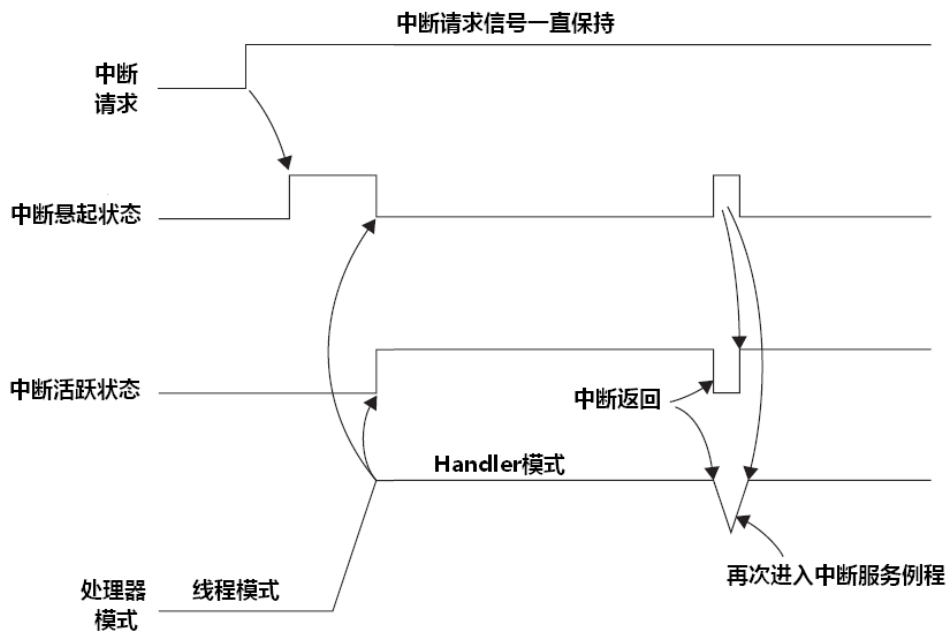 中断请求信号一直保持
中断
请求
中断悬起状态
中断活跃状态
中断返回
Handler模式
再次进入中断服务例程
线程模式
处理器
模式